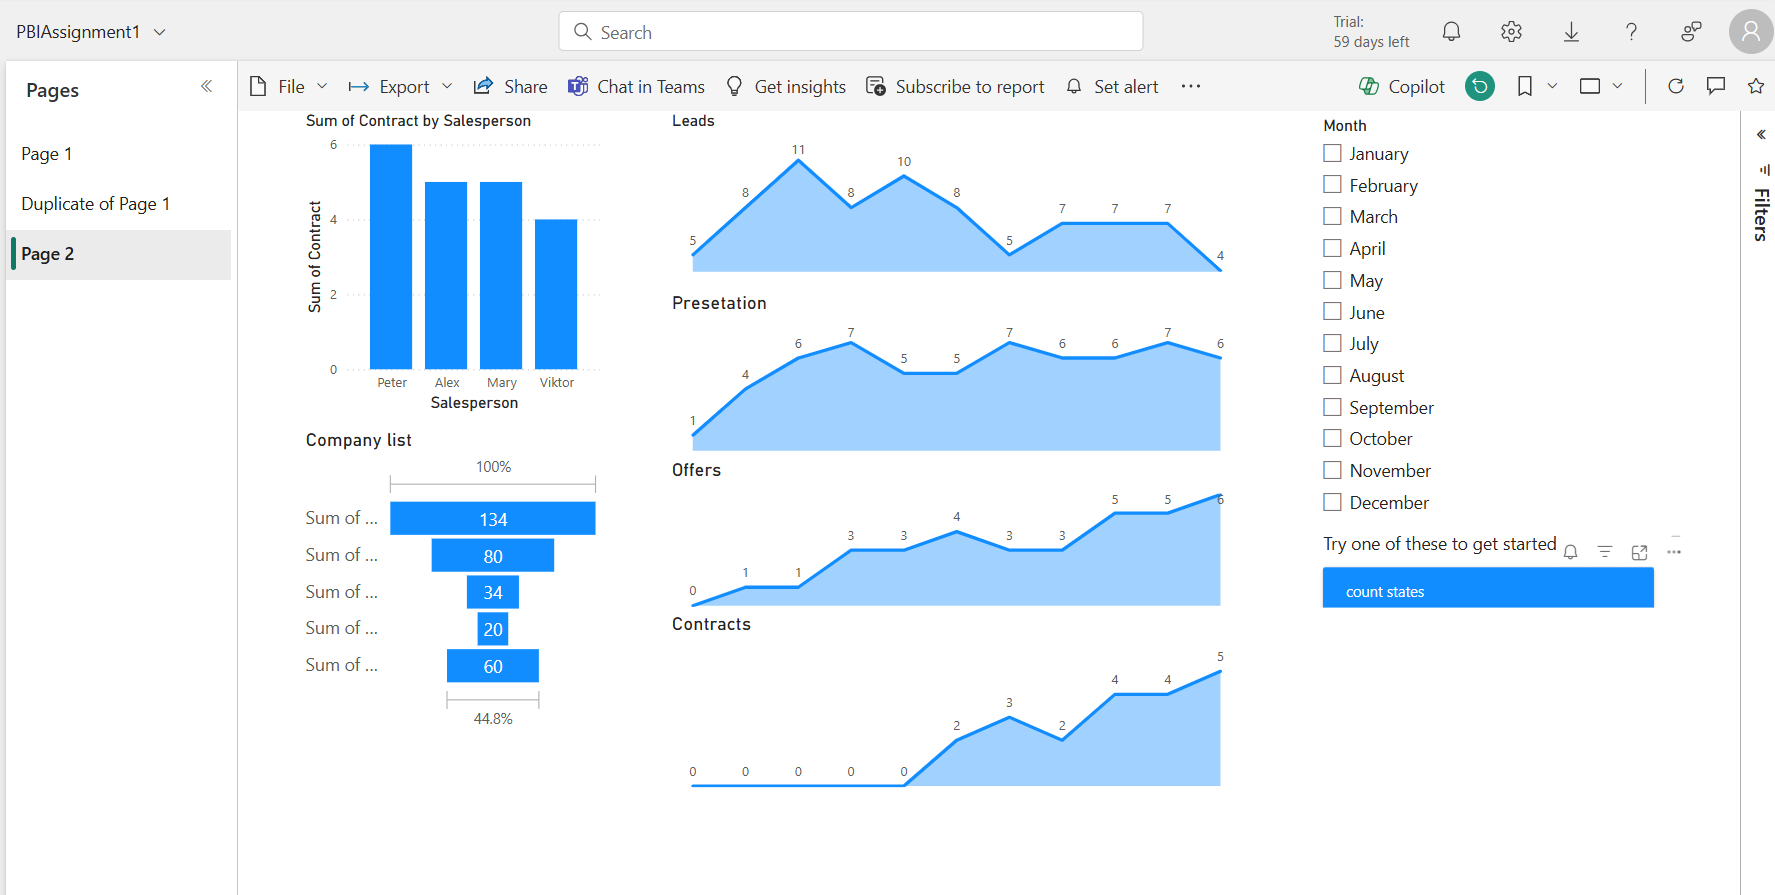 PBIAssignment1
Search
Trial:
59 days left
Pages
Page 1
Duplicate of Page 1
Page 2
File
Export
Share
Chat in Teams
Get insights
Subscribe to report
Set alert
Copilot
Sum of Contract by Salesperson
Sum of Contract
6
4
2
0
Peter Alex Mary Viktor
Salesperson
Company list
100%
Sum of ... 134
Sum of ... 80
Sum of ... 34
Sum of ... 20
Sum of ... 60
44.8%
Leads
5 8 11 8 10 8 5 7 7 7 4
Presetation
1 4 6 7 5 5 7 6 6 7 6
Offers
0 1 1 3 3 4 3 3 5 5 6
Contracts
0 0 0 0 0 2 3 2 4 4 5
Month
January
February
March
April
May
June
July
August
September
October
November
December
Try one of these to get started
count states
Filters